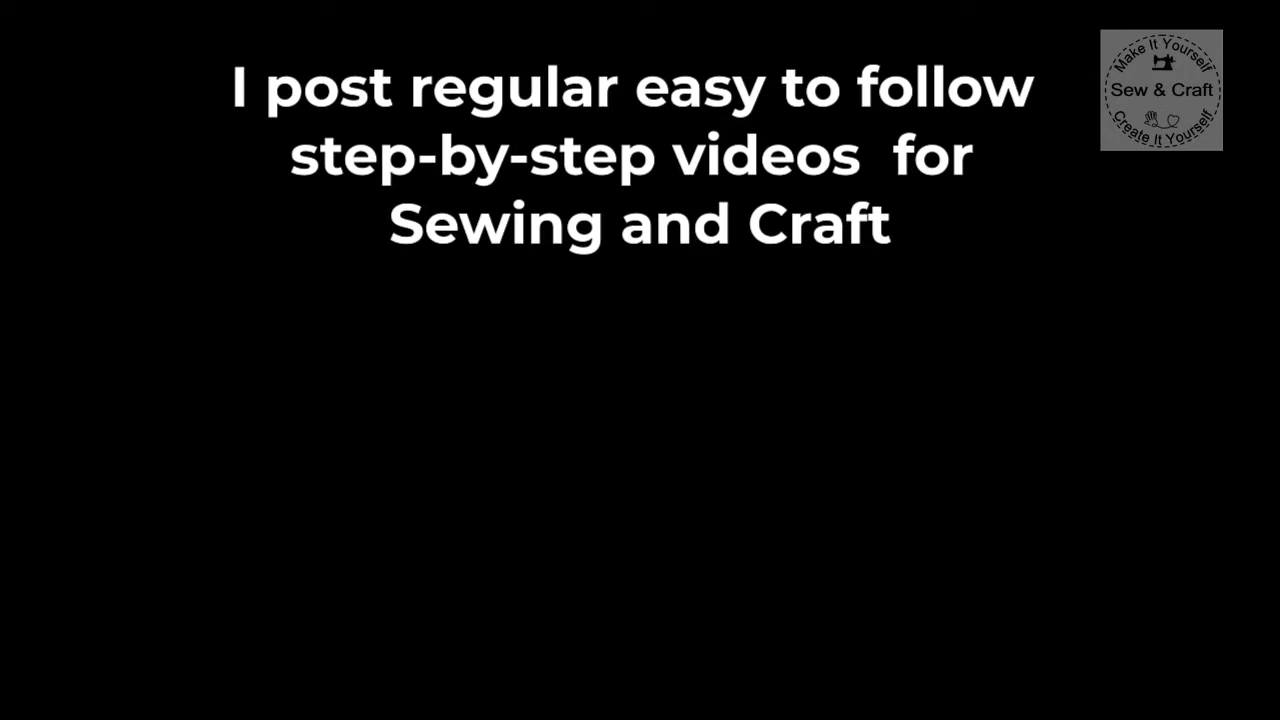 I post regular easy to follow
step-by-step videos  for
Sewing and Craft
Make It Yourself
Sew & Craft
Create It Yourself